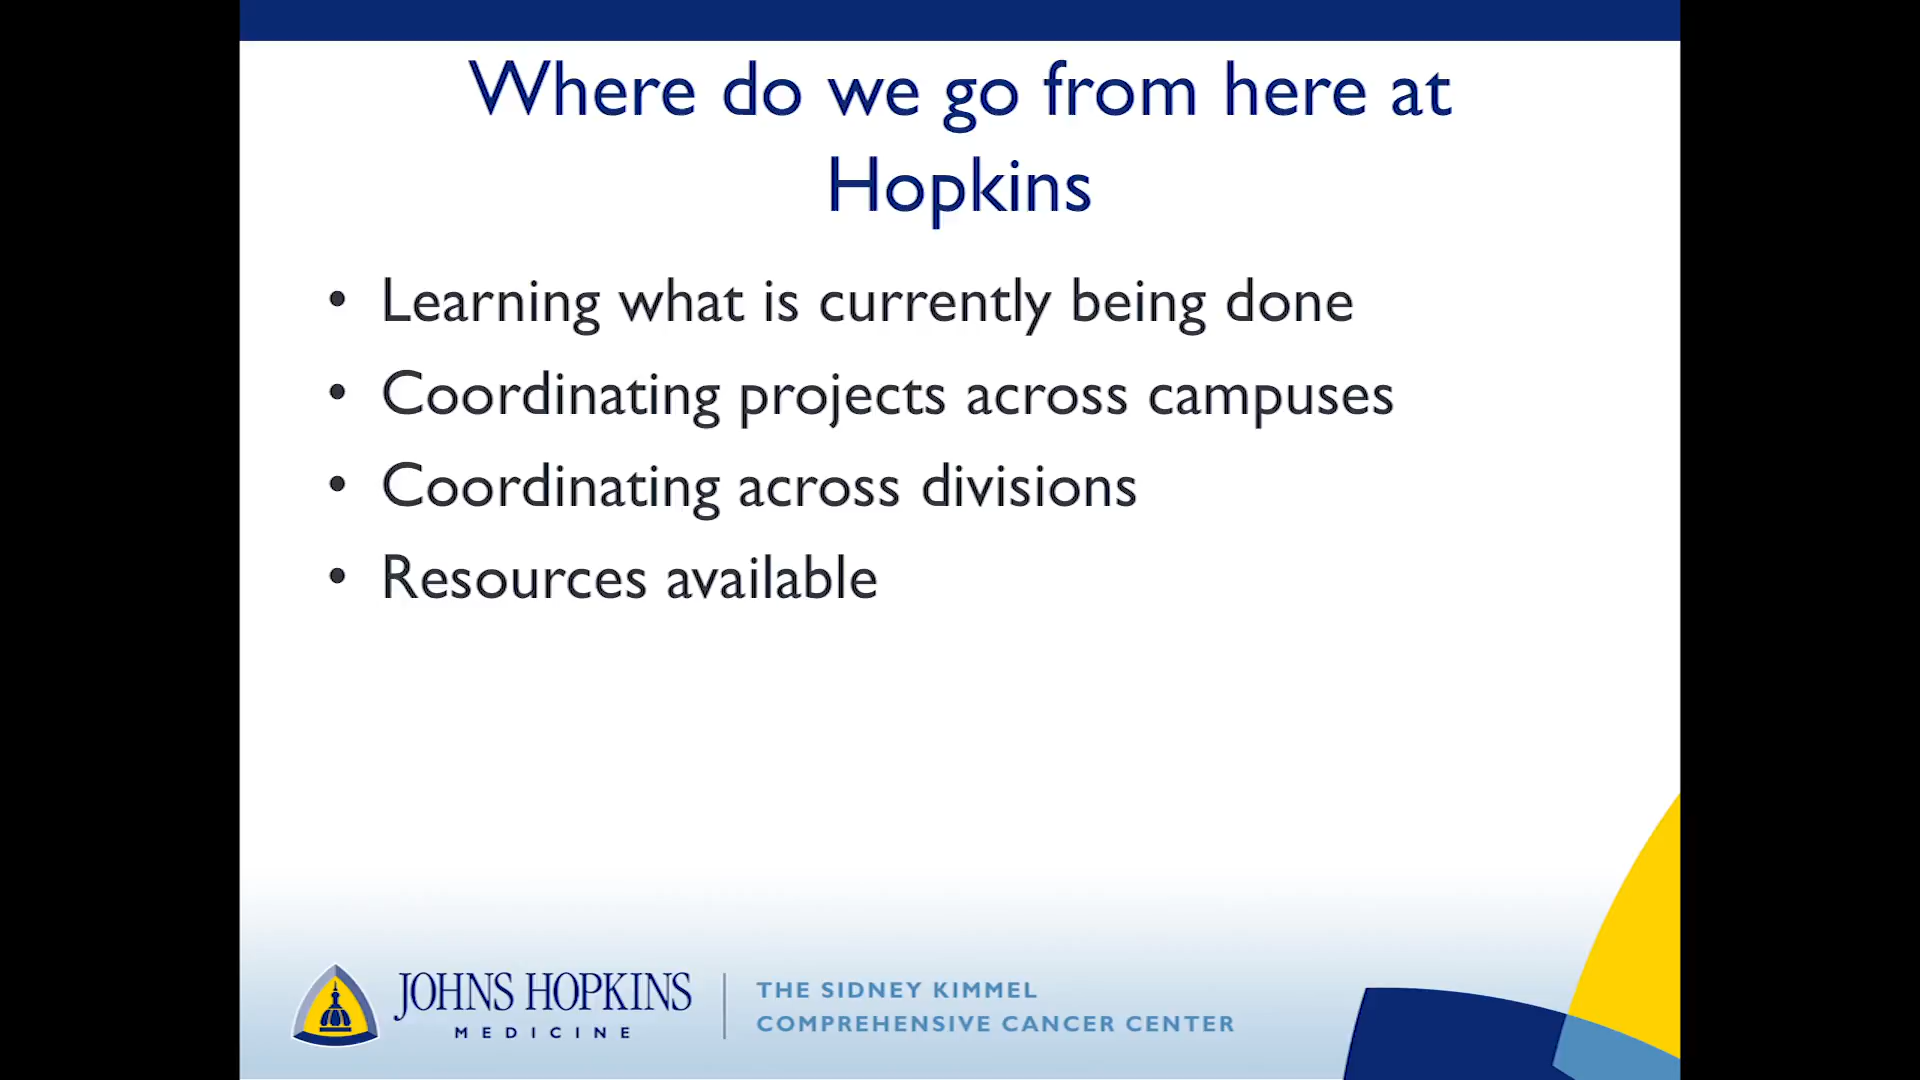 Where do we go from here at
Hopkins
• Learning what is currently being done
• Coordinating projects across campuses
• Coordinating across divisions
• Resources available
JOHNS HOPKINS
MEDICINE
THE SIDNEY KIMMEL
COMPREHENSIVE CANCER CENTER